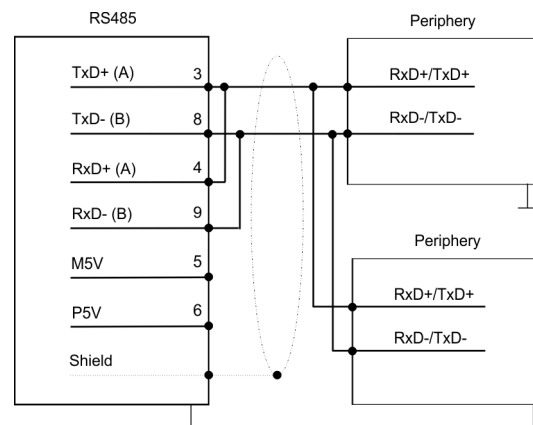 RS485
TxD+ (A) 3
TxD- (B) 8
RxD+ (A) 4
RxD- (B) 9
M5V 5
P5V 6
Shield
Periphery
RxD+/TxD+
RxD-/TxD-
Periphery
RxD+/TxD+
RxD-/TxD-